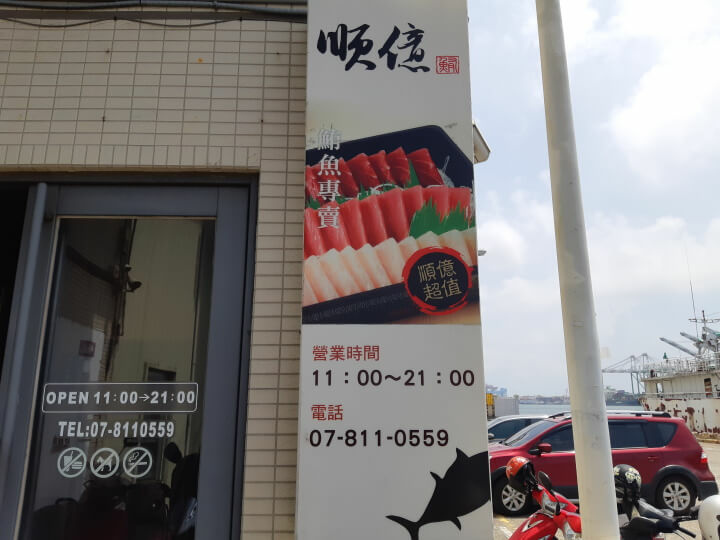 順億
鮪魚專賣
順億
超值
營業時間
11：00～21：00
電話
07-811-0559
OPEN 11:00→21:00
TEL:07-8110559